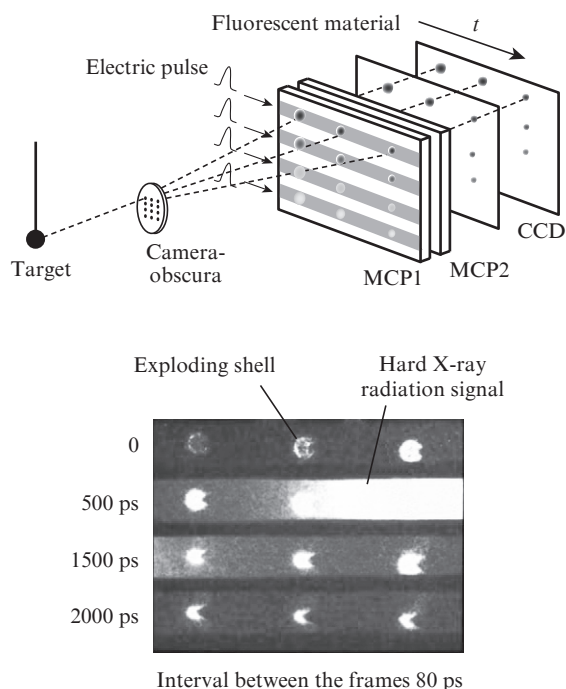 Fluorescent material
t
Electric pulse
Target
Camera-
obscura
MCP1
MCP2
CCD
Exploding shell
Hard X-ray
radiation signal
0
500 ps
1500 ps
2000 ps
Interval between the frames 80 ps